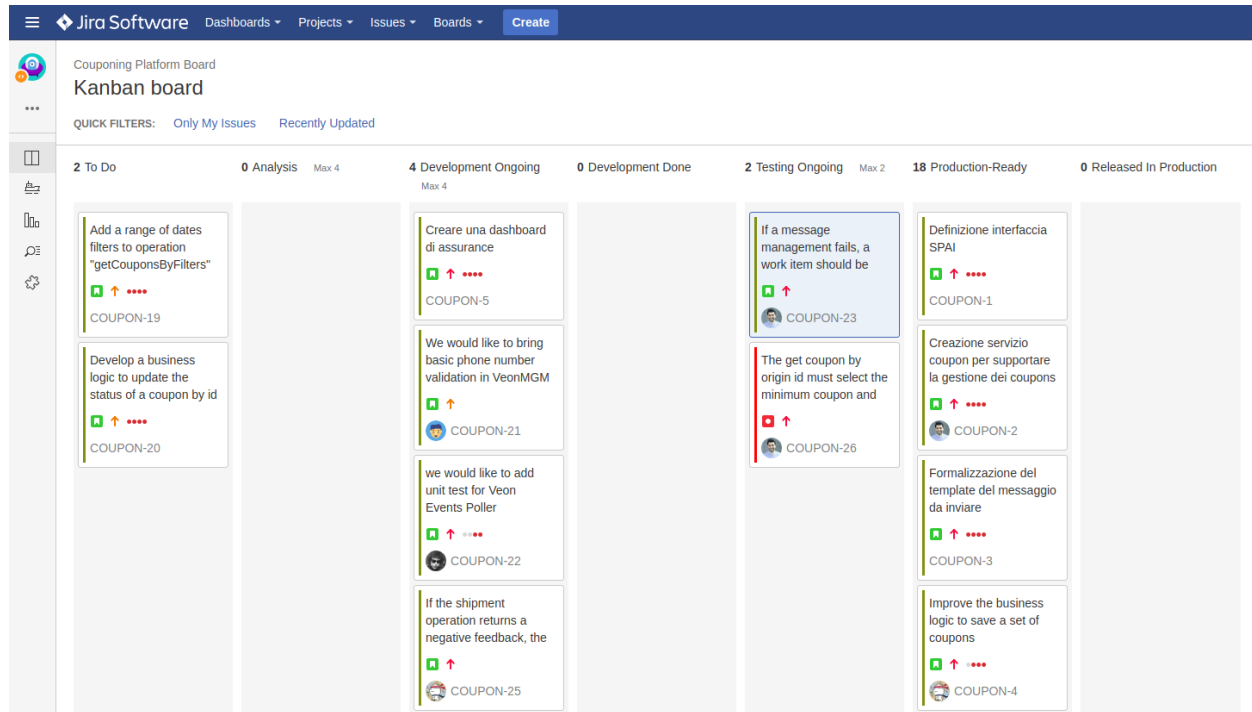 Jira Software Dashboards Projects Issues Boards Create
Couponing Platform Board
Kanban board
QUICK FILTERS: Only My Issues Recently Updated
2 To Do
0 Analysis Max 4
4 Development Ongoing
Max 4
0 Development Done
2 Testing Ongoing Max 2
18 Production-Ready
0 Released In Production
Add a range of dates
filters to operation
"getCouponsByFilters"
COUPON-19
Develop a business
logic to update the
status of a coupon by id
COUPON-20
Creare una dashboard
di assurance
COUPON-5
We would like to bring
basic phone number
validation in VeonMGM
COUPON-21
we would like to add
unit test for Veon
Events Poller
COUPON-22
If the shipment
operation returns a
negative feedback, the
COUPON-25
If a message
management fails, a
work item should be
COUPON-23
The get coupon by
origin id must select the
minimum coupon and
COUPON-26
Definizione interfaccia
SPAI
COUPON-1
Creazione servizio
coupon per supportare
la gestione dei coupons
COUPON-2
Formalizzazione del
template del messaggio
da inviare
COUPON-3
Improve the business
logic to save a set of
coupons
COUPON-4